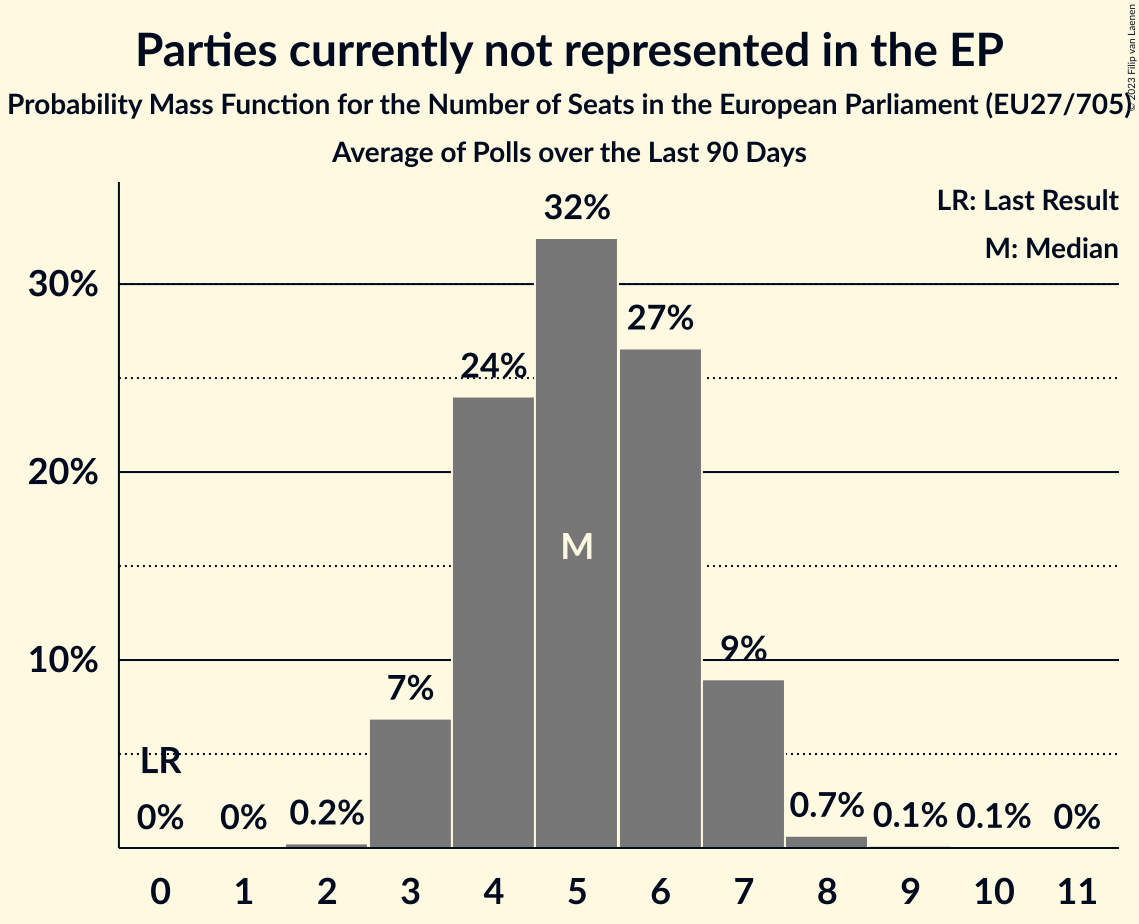 Parties currently not represented in the EP
Probability Mass Function for the Number of Seats in the European Parliament (EU27/705)
Average of Polls over the Last 90 Days
© 2023 Filip van Laenen
LR: Last Result
M: Median
30%
20%
10%
LR
0%
0%
0.2%
7%
24%
32%
M
27%
9%
0.7%
0.1%
0.1%
0%
0 1 2 3 4 5 6 7 8 9 10 11